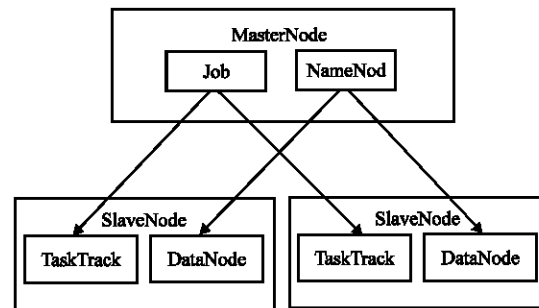 MasterNode
Job
NameNod
SlaveNode
TaskTrack
DataNode
SlaveNode
TaskTrack
DataNode